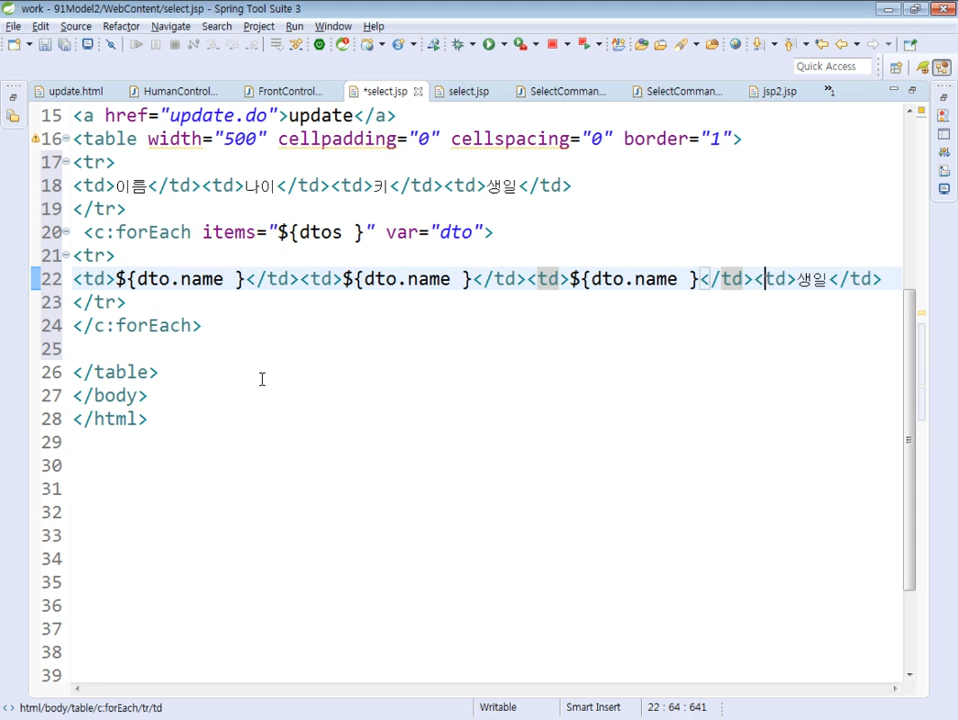 work - 91Model2/WebContent/select.jsp - Spring Tool Suite 3
File Edit Source Refactor Navigate Search Project Run Window Help
Quick Access
update.html HumanControl... FrontControl... *select.jsp select.jsp SelectComman... SelectComman... jsp2.jsp »1
15 <a href="update.do">update</a>
16 <table width="500" cellpadding="0" cellspacing="0" border="1">
17 <tr>
18 <td>이름</td><td>나이</td><td>키</td><td>생일</td>
19 </tr>
20 <c:forEach items="${dtos }" var="dto">
21 <tr>
22 <td>${dto.name }</td><td>${dto.name }</td><td>${dto.name }</td><td>생일</td>
23 </tr>
24 </c:forEach>
25
26 </table>
27 </body>
28 </html>
29
30
31
32
33
34
35
36
37
38
39
html/body/table/c:forEach/tr/td Writable Smart Insert 22 : 64 : 641